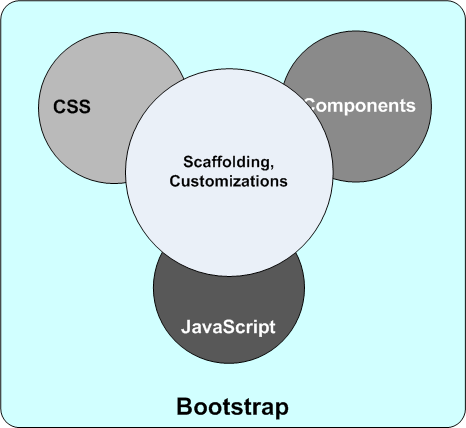 CSS
Components
Scaffolding,
Customizations
JavaScript
Bootstrap